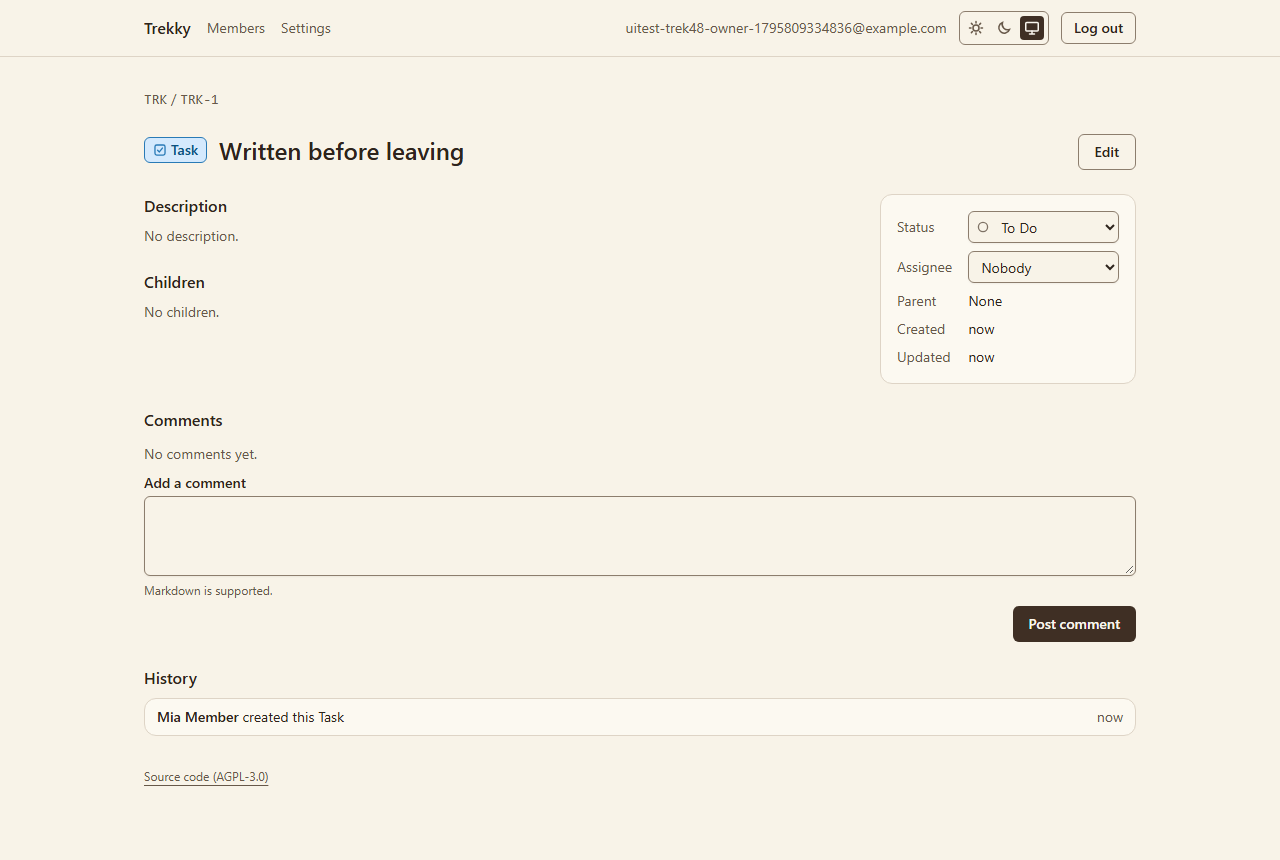 Trekky Members Settings uitest-trek48-owner-1795809334836@example.com Log out
TRK / TRK-1
Task Written before leaving Edit
Description
No description.
Children
No children.
Status To Do
Assignee Nobody
Parent None
Created now
Updated now
Comments
No comments yet.
Add a comment
Markdown is supported.
Post comment
History
Mia Member created this Task now
Source code (AGPL-3.0)